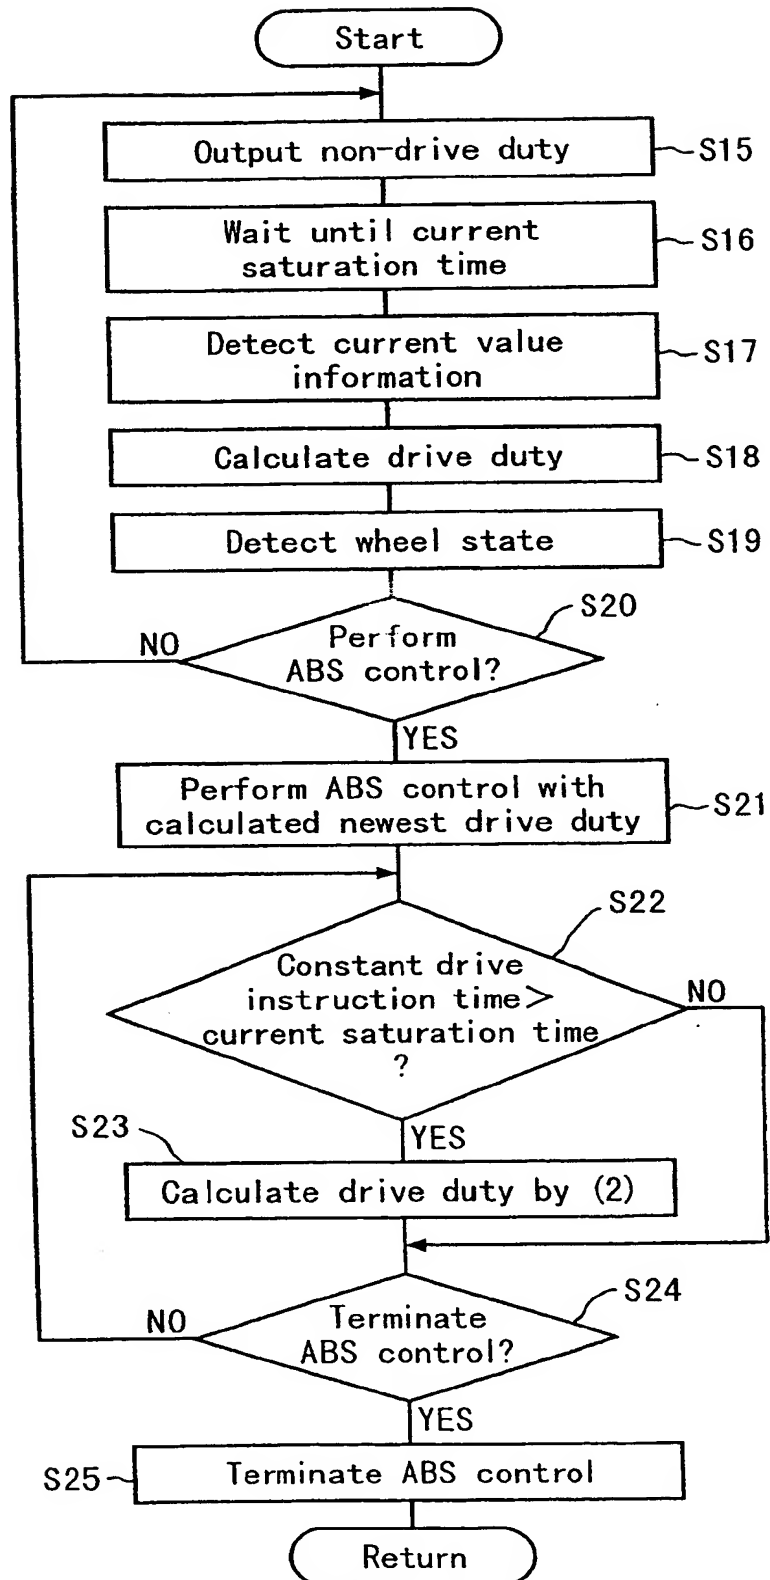 Start
Output non-drive duty
S15
Wait until current
saturation time
S16
Detect current value
information
S17
Calculate drive duty
S18
Detect wheel state
S19
S20
Perform
ABS control?
NO
YES
Perform ABS control with
calculated newest drive duty
S21
S22
Constant drive
instruction time>
current saturation time
?
NO
YES
S23
Calculate drive duty by (2)
S24
Terminate
ABS control?
NO
YES
S25
Terminate ABS control
Return